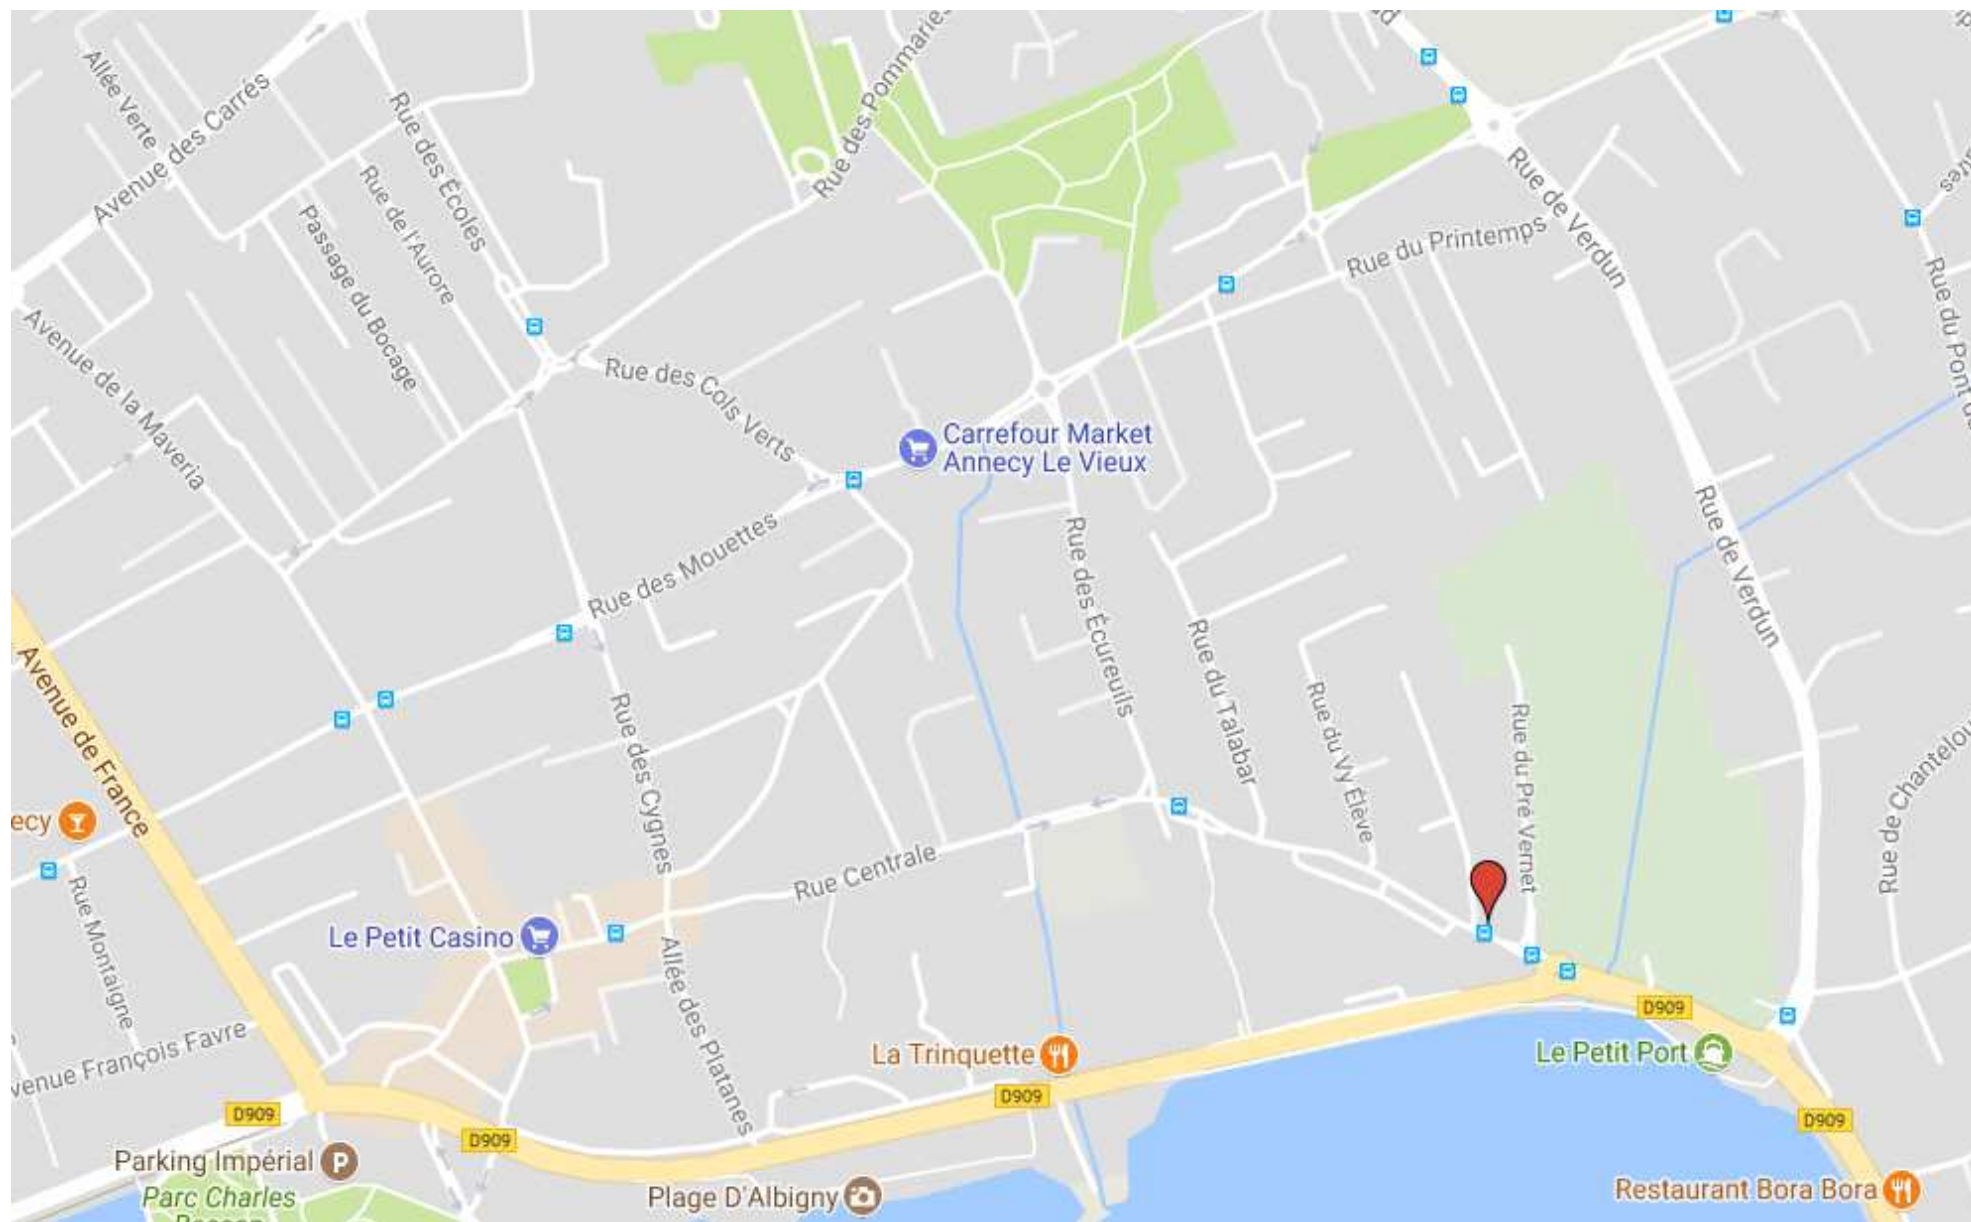 Allée Verte
Avenue des Carrés
Rue des Écoles
Rue des Pommaries
Rue de l'Aurore
Passage du Bocage
Avenue de la Maveria
Rue des Cols Verts
Rue du Printemps
Rue de Verdun
Rue du Pont
Carrefour Market
Annecy Le Vieux
Rue des Mouettes
Rue des Écureuils
Rue du Talabar
Rue du Vy Élève
Rue du Pré Vernet
Rue de Verdun
Rue de Chantelou
Avenue de France
ecy
Rue des Cygnes
Rue Centrale
Rue Montaigne
Le Petit Casino
Allée des Platanes
venue François Favre
La Trinquette
Le Petit Port
D909
D909
D909
D909
D909
Parking Impérial
P
Parc Charles
Plage D'Albigny
Restaurant Bora Bora